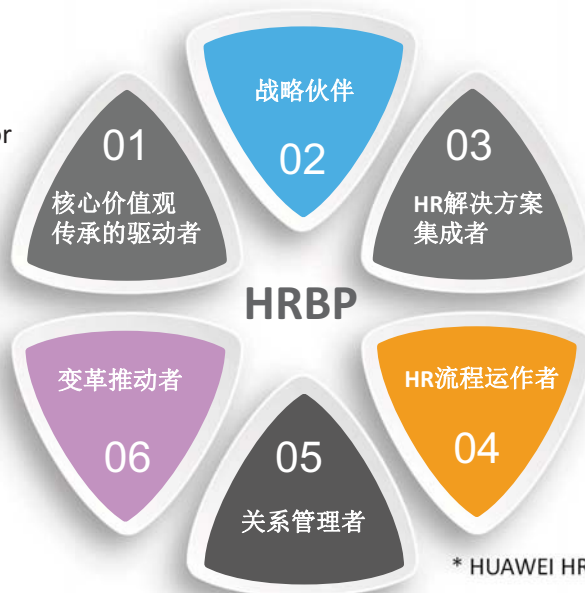 战略伙伴
02
or
01
核心价值观
传承的驱动者
03
HR解决方案
集成者
HRBP
变革推动者
06
HR流程运作者
04
05
关系管理者
* HUAWEI HR